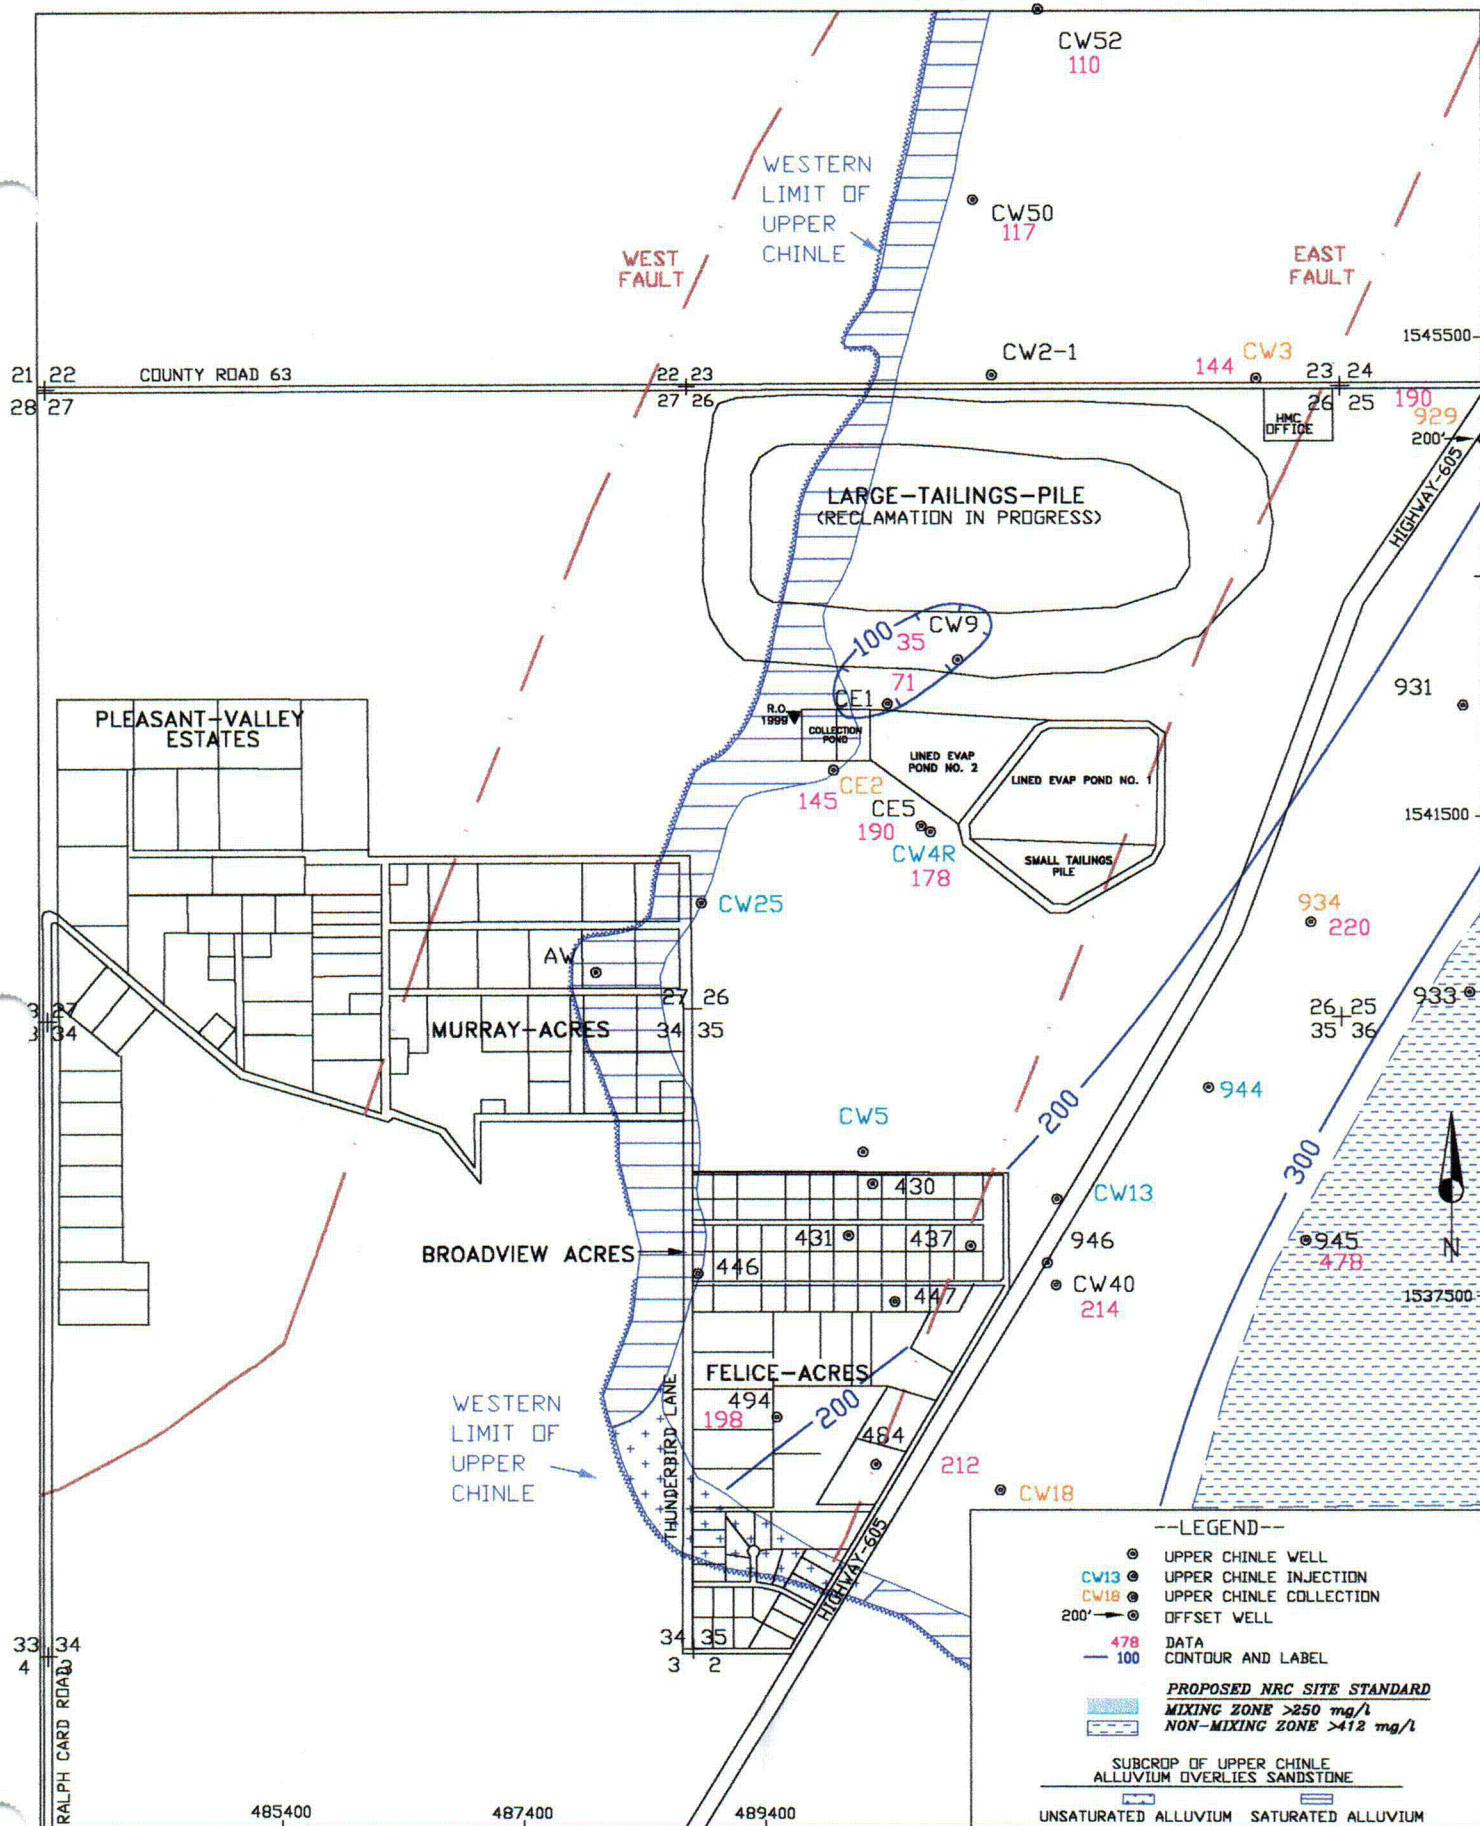 CW52
110
WESTERN
LIMIT OF
UPPER
CHINLE
CW50
117
WEST
FAULT
EAST
FAULT
1545500
CW2-1
144 CW3
21 22
COUNTY ROAD 63
22 23
23 24
28 27
27 26
26 25
190
929
200'
HMC
OFFICE
HIGHWAY-605
LARGE-TAILINGS-PILE
(RECLAMATION IN PROGRESS)
100
CW9
35
71
CE1
931
R.O.
1999
COLLECTION
POND
PLEASANT-VALLEY
ESTATES
LINED EVAP
POND NO. 2
LINED EVAP POND NO. 1
CE2
145
CE5
190
CW4R
178
1541500
SMALL TAILINGS
PILE
CW25
934
220
AW
933
27 26
34 35
26 25
35 36
27
34
MURRAY-ACRES
944
200
CW5
300
430
CW13
431
437
946
945
478
N
BROADVIEW ACRES
446
447
CW40
214
1537500
FELICE-ACRES
THUNDERBIRD LANE
494
198
200
484
212
CW18
WESTERN
LIMIT OF
UPPER
CHINLE
HIGHWAY-605
33 34
4 3
34 35
3 2
RALPH CARD ROAD
485400
487400
489400
--LEGEND--
UPPER CHINLE WELL
CW13 UPPER CHINLE INJECTION
CW18 UPPER CHINLE COLLECTION
200' OFFSET WELL
478 DATA
100 CONTOUR AND LABEL
PROPOSED NRC SITE STANDARD
MIXING ZONE >250 mg/l
NON-MIXING ZONE >412 mg/l
SUBCROP OF UPPER CHINLE
ALLUVIUM OVERLIES SANDSTONE
UNSATURATED ALLUVIUM SATURATED ALLUVIUM